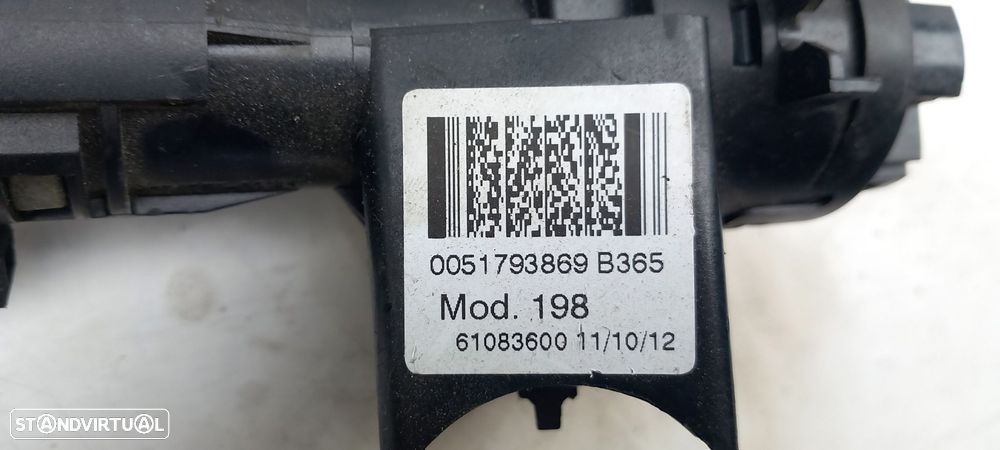 0051793869 B365
Mod. 198
61083600 11/10/12
STANDVIRTUAL